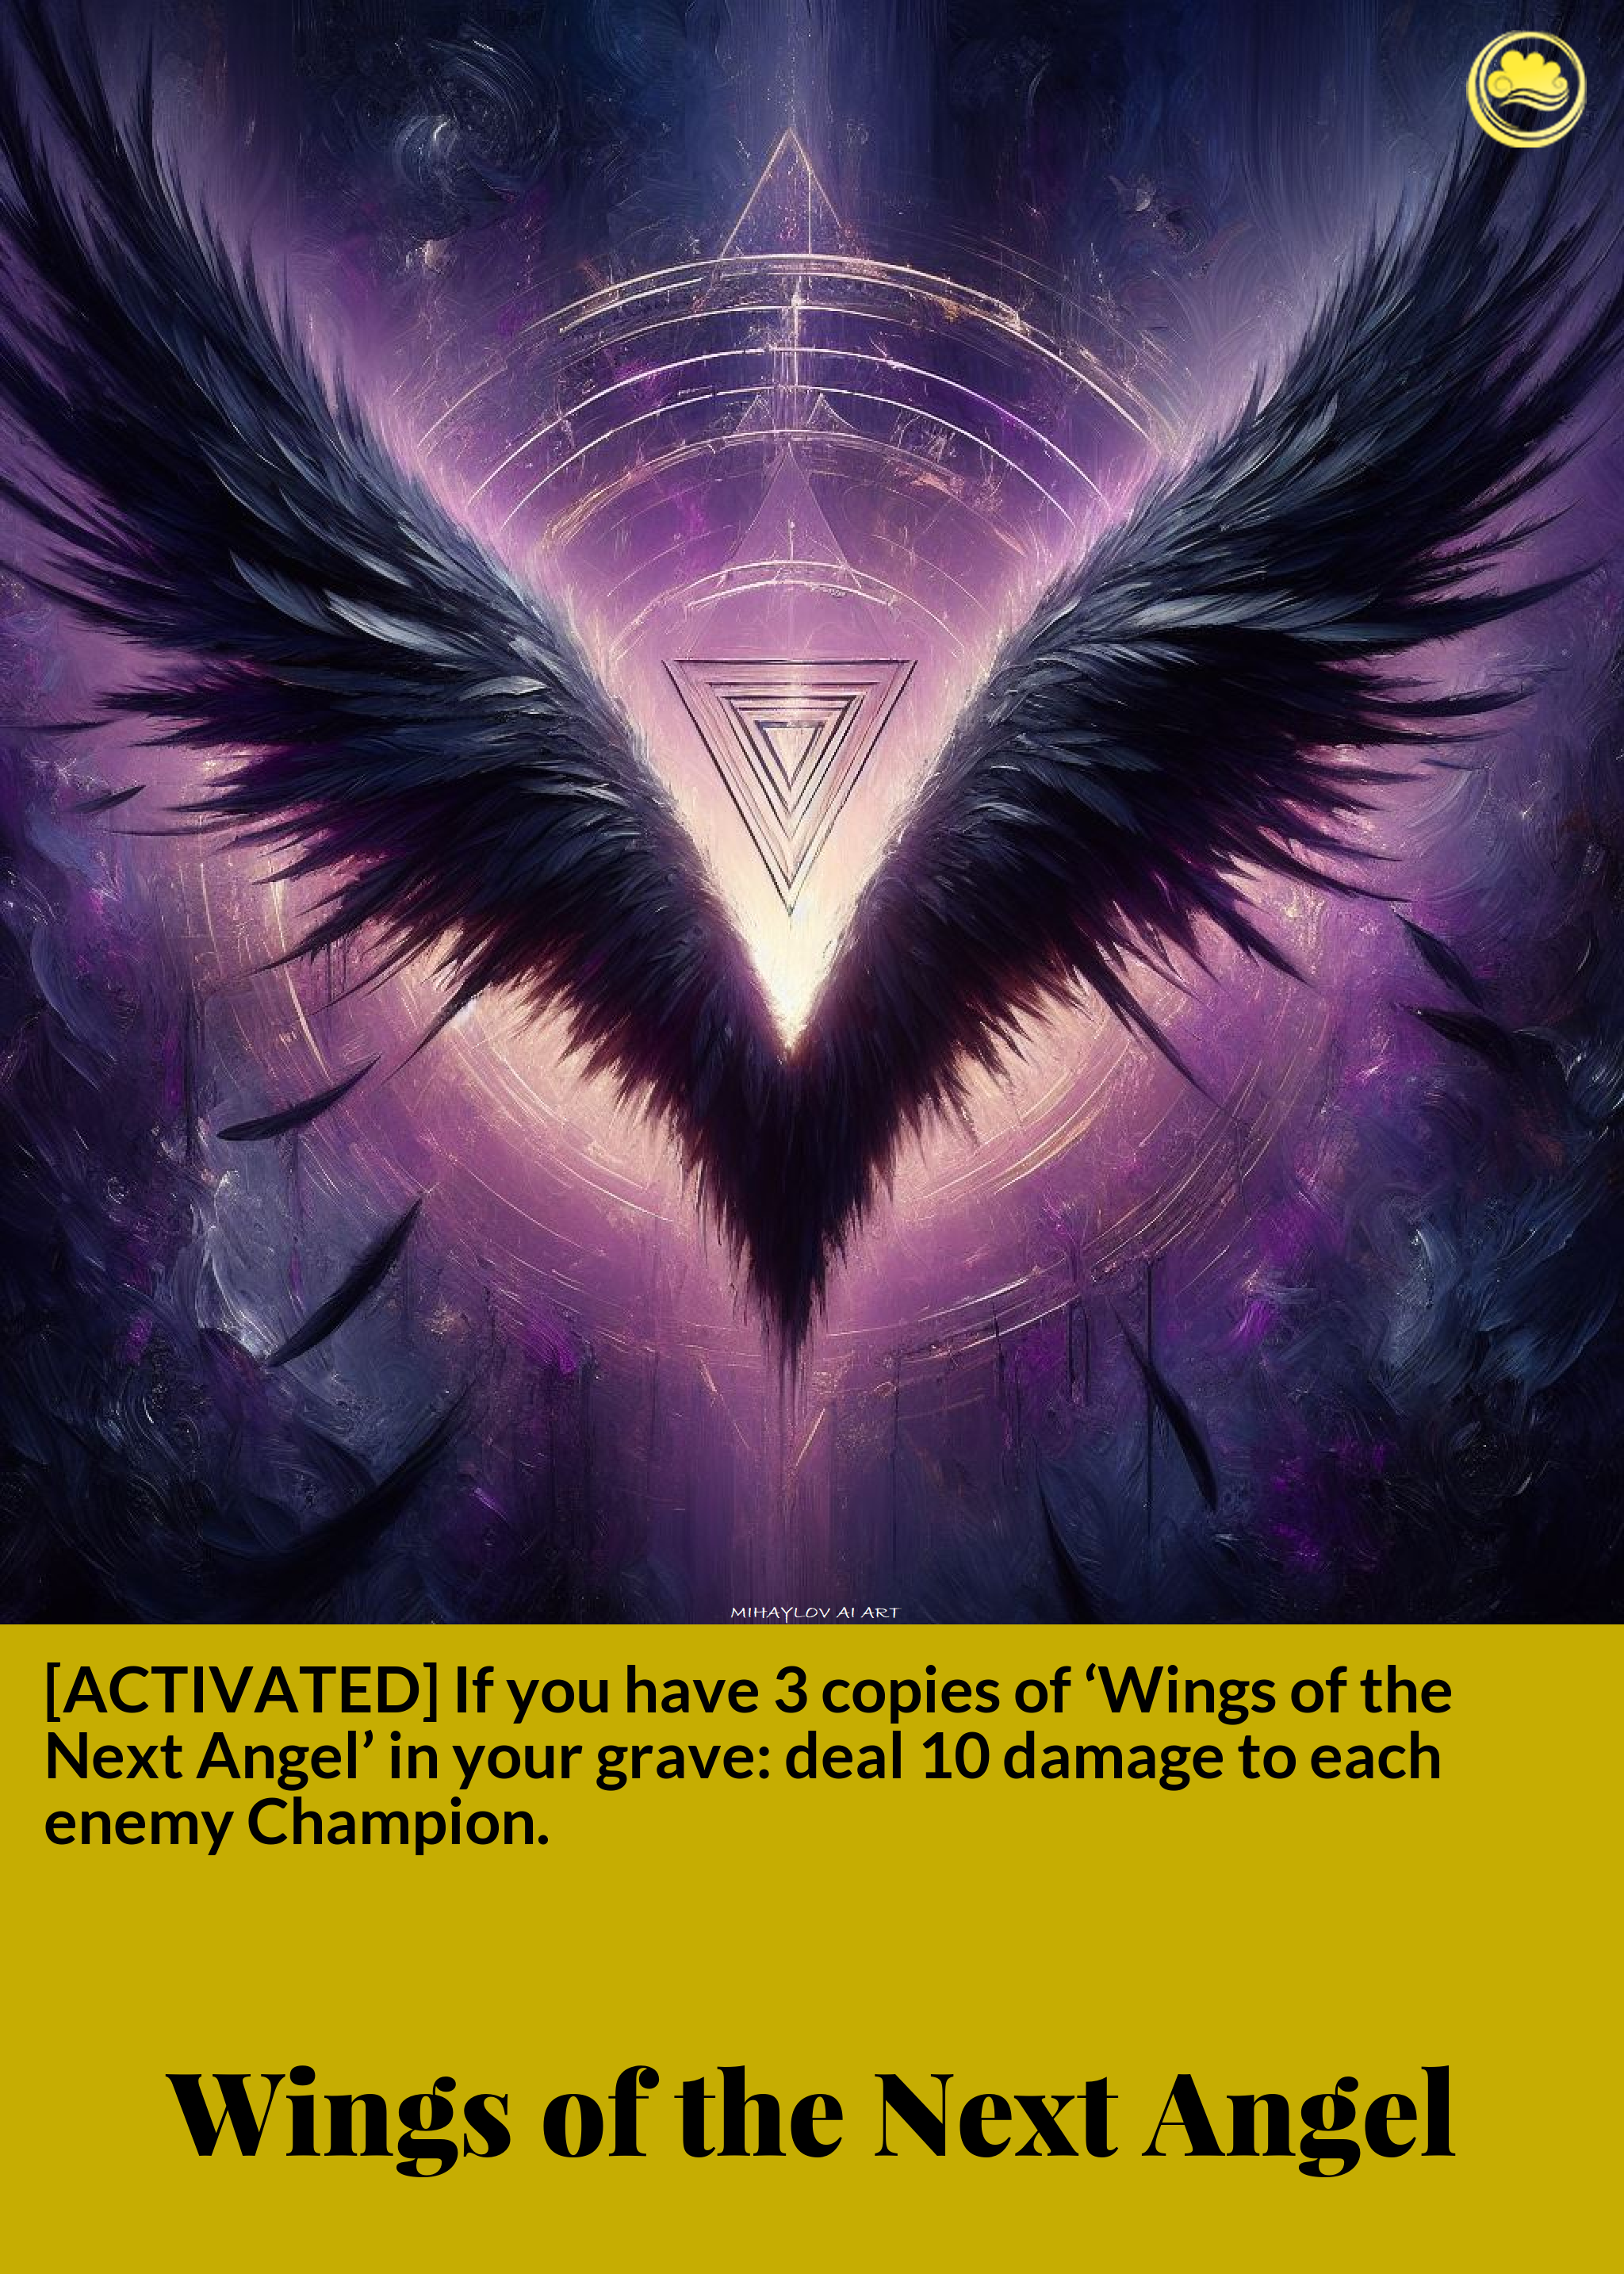 MIHAYLOV AI ART
[ACTIVATED] If you have 3 copies of ‘Wings of the
Next Angel’ in your grave: deal 10 damage to each
enemy Champion.
Wings of the Next Angel